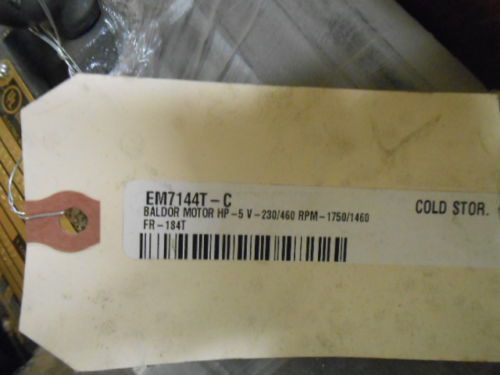 EM7144T-C
BALDOR MOTOR HP-5 V-230/460 RPM-1750/1460
FR-184T
COLD STOR.